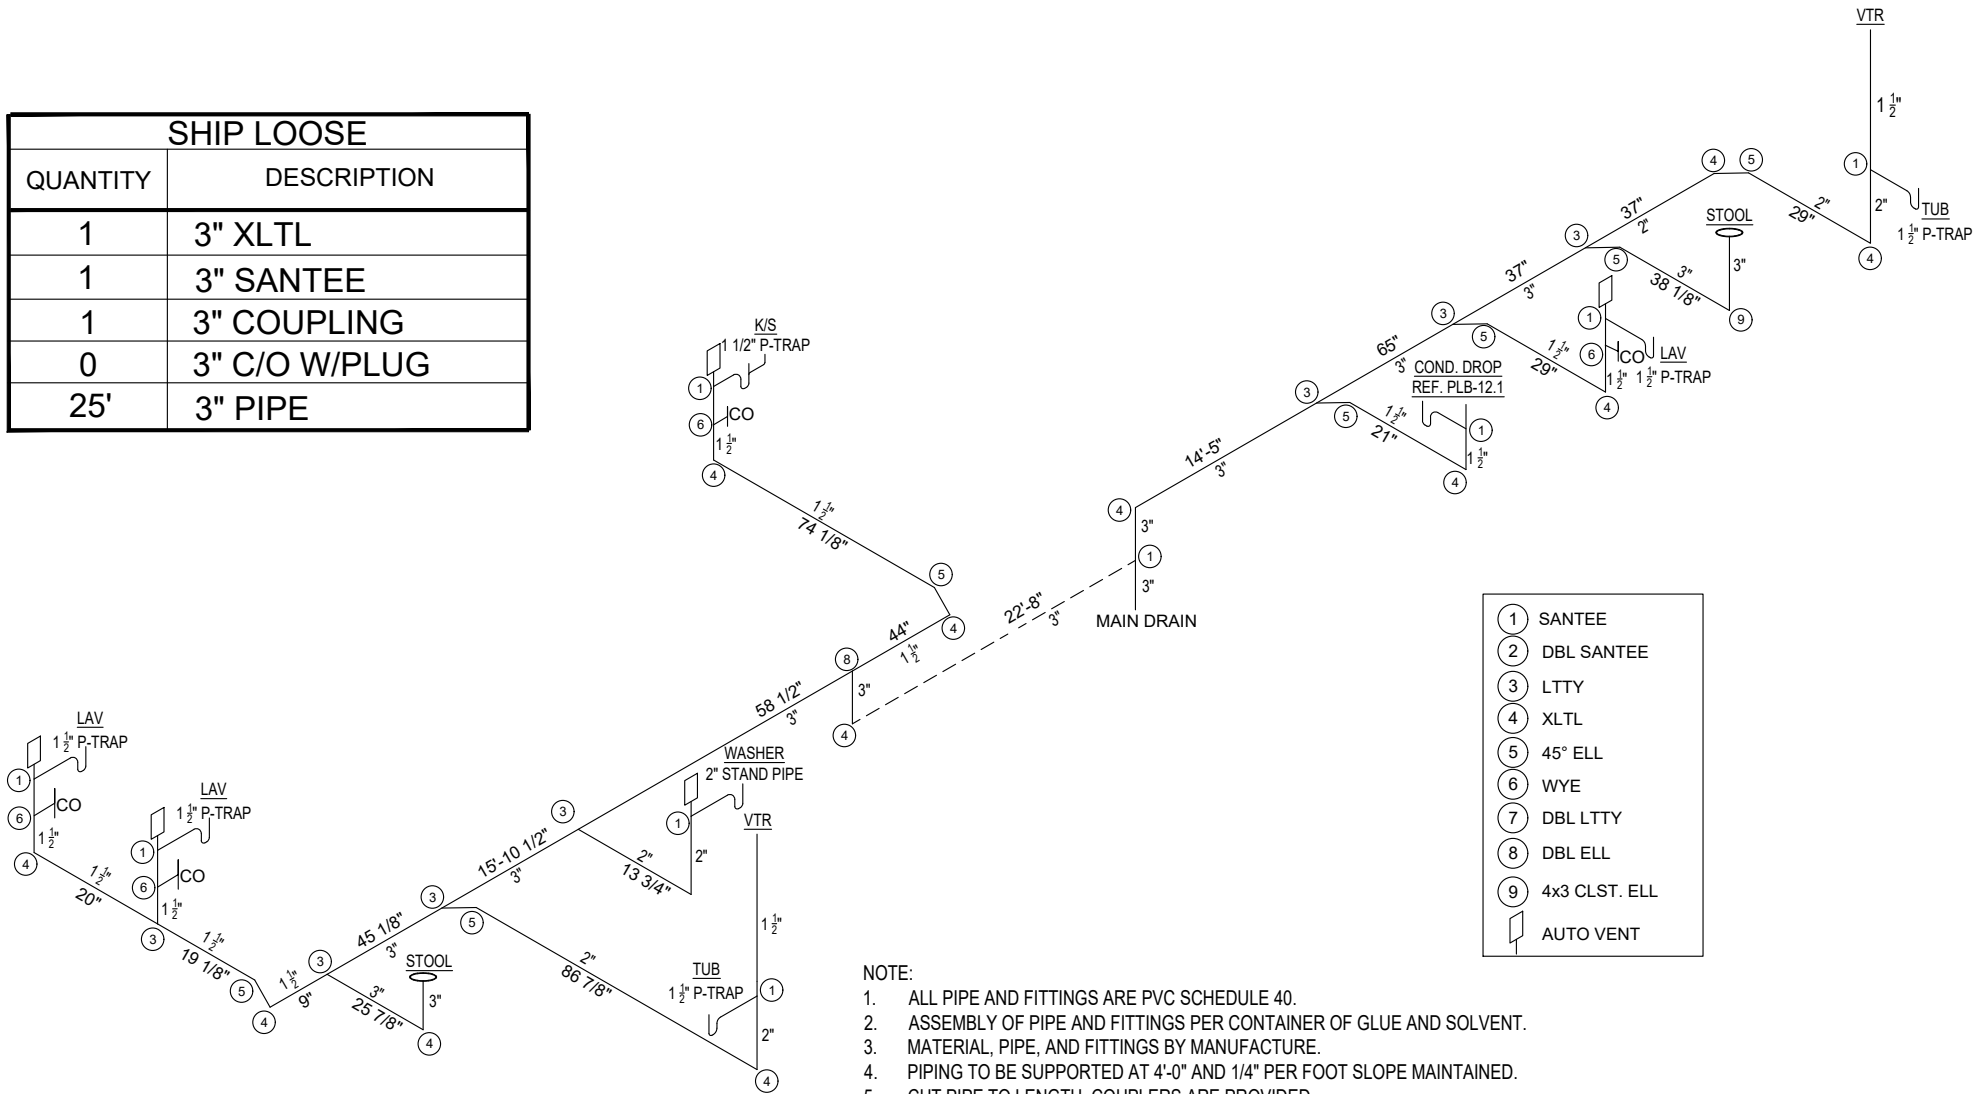 SHIP LOOSE
QUANTITY DESCRIPTION
1 3" XLTL
1 3" SANTEE
1 3" COUPLING
0 3" C/O W/PLUG
25' 3" PIPE
VTR
1 1/2"
1
2"
TUB
1 1/2" P-TRAP
4
4
5
2"
29"
37"
2"
STOOL
3"
3
5
3"
38 1/8"
9
37"
3"
1
6
CO
LAV
1 1/2"
1 1/2" P-TRAP
3
5
1 1/2"
29"
4
65"
3"
COND. DROP
REF. PLB-12.1
3
5
1 1/2"
21"
1
1 1/2"
4
14'-5"
3"
4
3"
1
3"
MAIN DRAIN
22'-8"
3"
K/S
1 1/2" P-TRAP
1
6
CO
1 1/2"
4
1 1/2"
74 1/8"
5
4
44"
1 1/2"
8
3"
4
58 1/2"
3"
WASHER
2" STAND PIPE
1
2"
3
2"
13 3/4"
15'-10 1/2"
3"
VTR
1 1/2"
TUB
1 1/2" P-TRAP
1
2"
4
3
5
2"
86 7/8"
45 1/8"
3"
STOOL
3"
3
3"
25 7/8"
4
LAV
1 1/2" P-TRAP
1
6
CO
1 1/2"
4
1 1/2"
20"
LAV
1 1/2" P-TRAP
1
6
CO
1 1/2"
3
1 1/2"
19 1/8"
5
4
1 1/2"
9"
1 SANTEE
2 DBL SANTEE
3 LTTY
4 XLTL
5 45° ELL
6 WYE
7 DBL LTTY
8 DBL ELL
9 4x3 CLST. ELL
AUTO VENT
NOTE:
1. ALL PIPE AND FITTINGS ARE PVC SCHEDULE 40.
2. ASSEMBLY OF PIPE AND FITTINGS PER CONTAINER OF GLUE AND SOLVENT.
3. MATERIAL, PIPE, AND FITTINGS BY MANUFACTURE.
4. PIPING TO BE SUPPORTED AT 4'-0" AND 1/4" PER FOOT SLOPE MAINTAINED.
5. CUT PIPE TO LENGTH, COUPLERS ARE PROVIDED